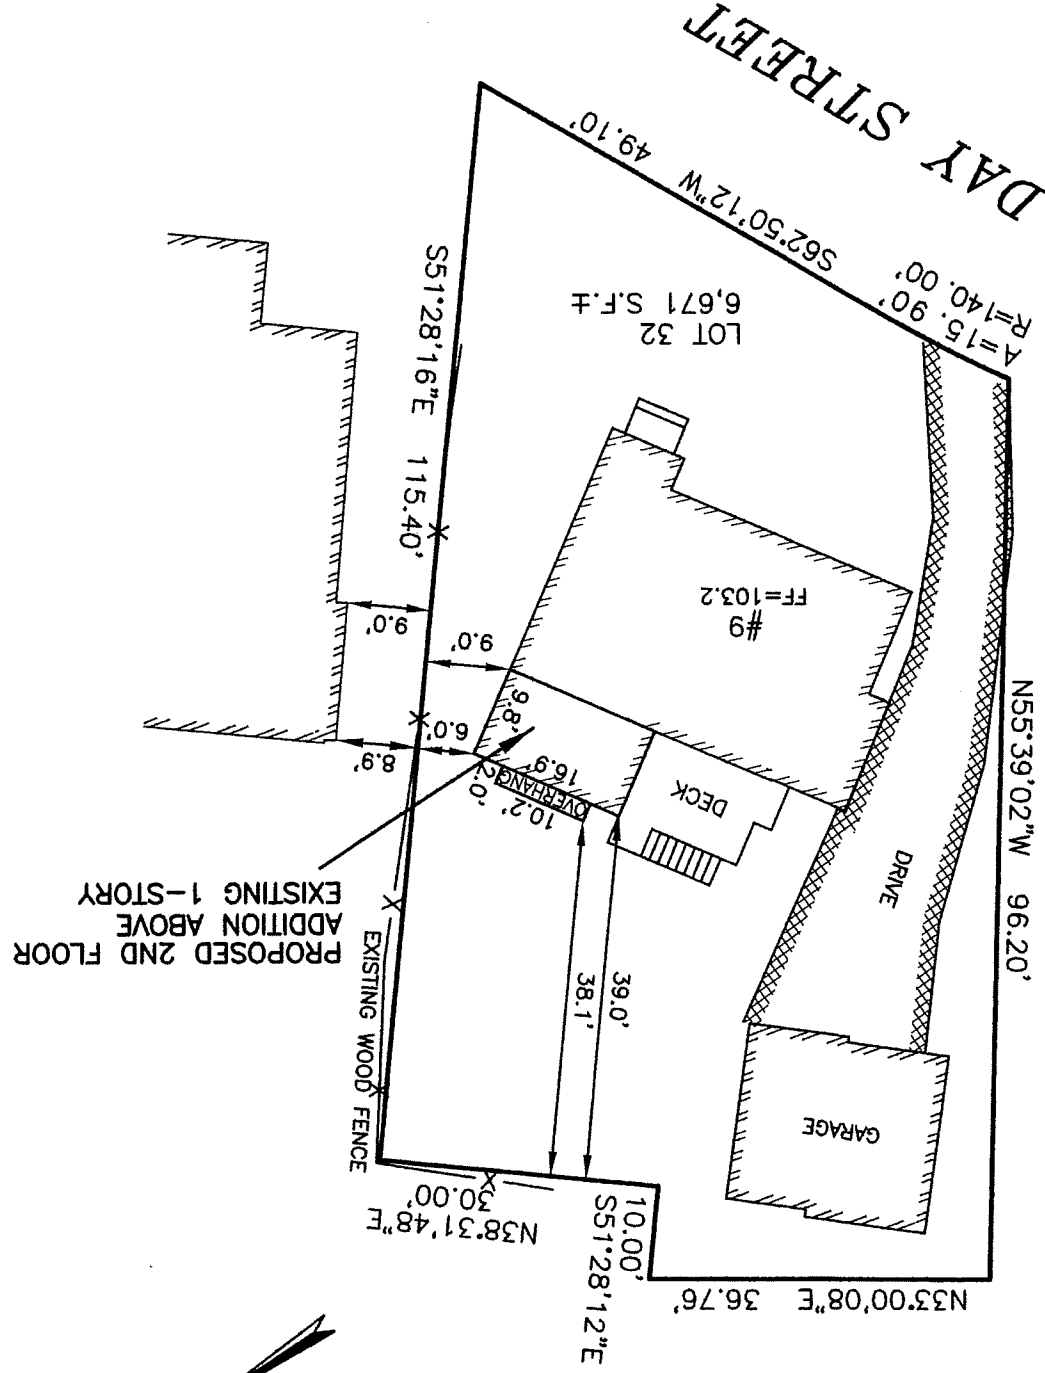 DAY STREET
49.10'
S62°50'12"W
A=15.90'
R=140.00'
LOT 32
6,671 S.F.±
S51°28'16"E 115.40'
#9
FF=103.2
N55°39'02"W 96.20'
9.0'
9.0'
8.9'
6.0'
9.8'
16.9'
OVERHANG
2.0'
10.2'
DECK
DRIVE
PROPOSED 2ND FLOOR
ADDITION ABOVE
EXISTING 1-STORY
EXISTING WOOD FENCE
38.1'
39.0'
GARAGE
N38°31'48"E
30.00'
10.00'
S51°28'12"E
N33°00'08"E 36.76'